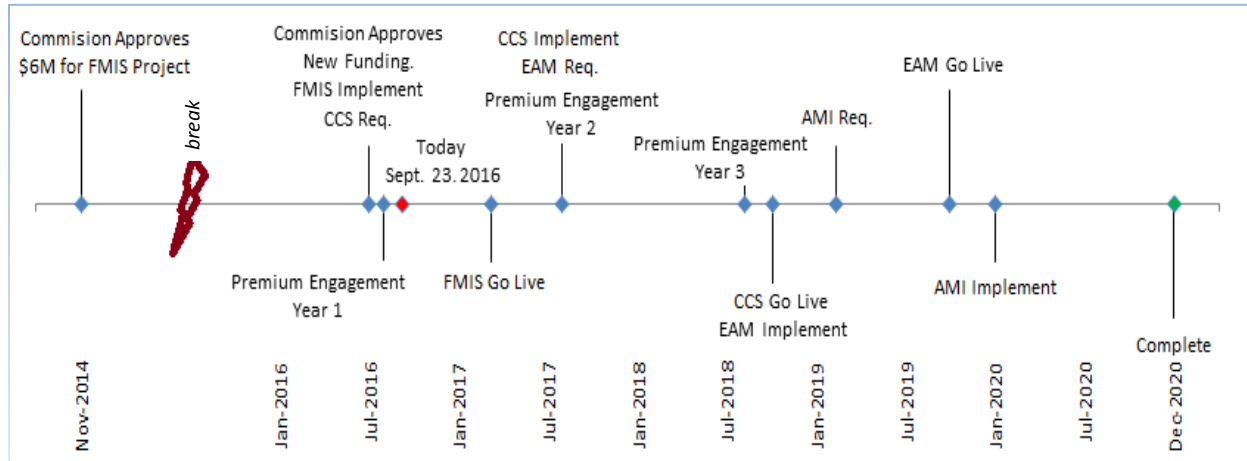 Commision Approves
$6M for FMIS Project
break
Commision Approves
New Funding.
FMIS Implement
CCS Req.
Today
Sept. 23. 2016
CCS Implement
EAM Req.
Premium Engagement
Year 2
Premium Engagement
Year 3
AMI Req.
EAM Go Live
Premium Engagement
Year 1
FMIS Go Live
CCS Go Live
EAM Implement
AMI Implement
Complete
Nov-2014
Jan-2016
Jul-2016
Jan-2017
Jul-2017
Jan-2018
Jul-2018
Jan-2019
Jul-2019
Jan-2020
Jul-2020
Dec-2020